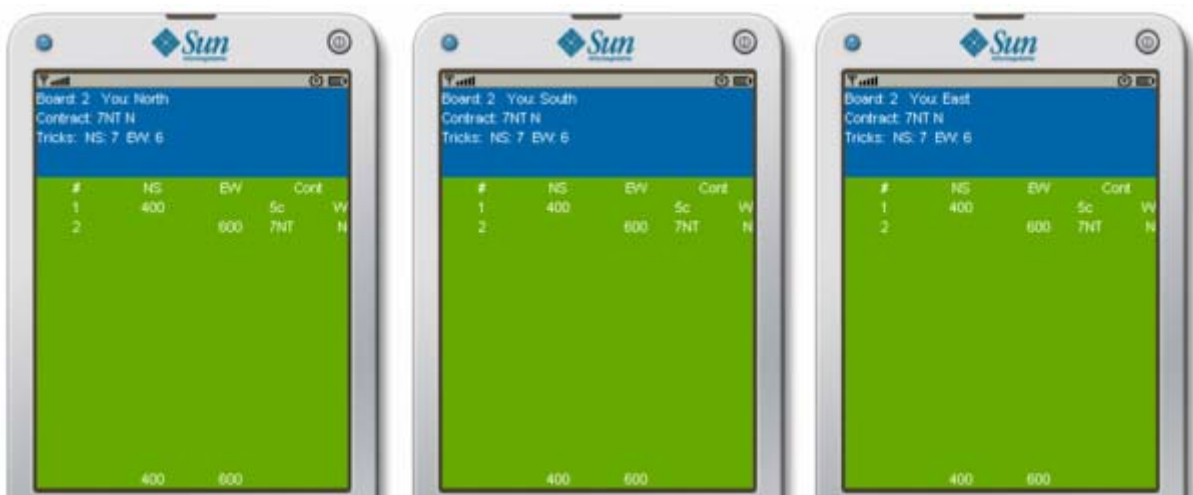 Sun
Board: 2 You: North
Contract: 7NT N
Tricks: NS: 7 EW: 6
# NS EW Cont
1 400 5c W
2 600 7NT N
400 600
Sun
Board: 2 You: South
Contract: 7NT N
Tricks: NS: 7 EW: 6
# NS EW Cont
1 400 5c W
2 600 7NT N
400 600
Sun
Board: 2 You: East
Contract: 7NT N
Tricks: NS: 7 EW: 6
# NS EW Cont
1 400 5c W
2 600 7NT N
400 600